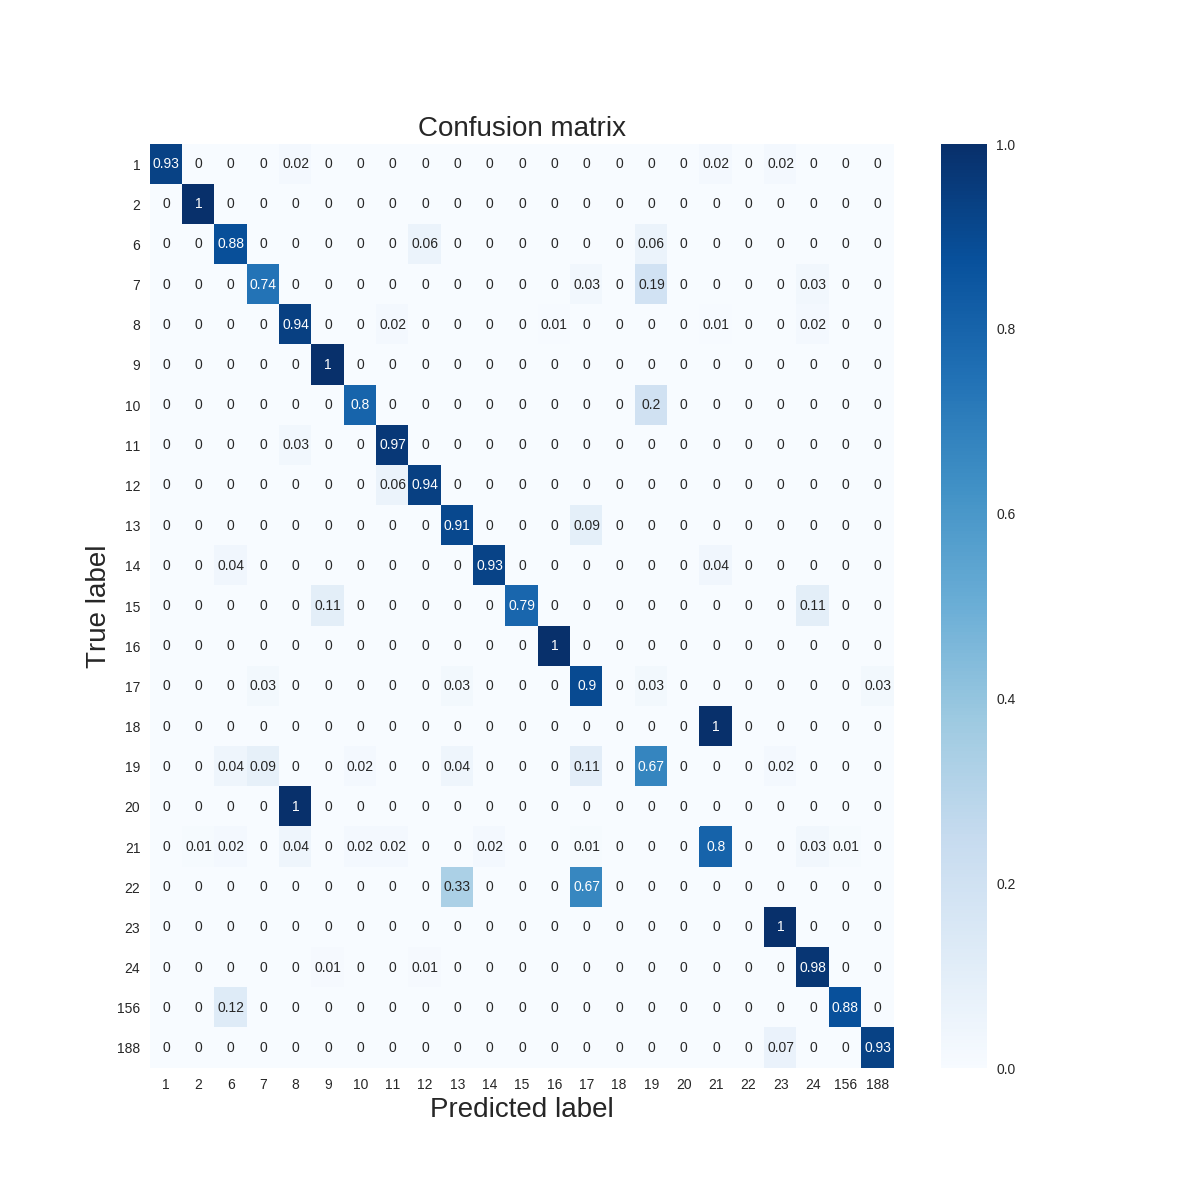 Confusion matrix
1 0.93 0 0 0 0.02 0 0 0 0 0 0 0 0 0 0 0 0 0.02 0 0.02 0 0 0
2 0 1 0 0 0 0 0 0 0 0 0 0 0 0 0 0 0 0 0 0 0 0 0
6 0 0 0.88 0 0 0 0 0 0.06 0 0 0 0 0 0 0.06 0 0 0 0 0 0 0
7 0 0 0 0.74 0 0 0 0 0 0 0 0 0 0.03 0 0.19 0 0 0 0 0.03 0 0
8 0 0 0 0 0.94 0 0 0.02 0 0 0 0 0.01 0 0 0 0 0.01 0 0 0.02 0 0
9 0 0 0 0 0 1 0 0 0 0 0 0 0 0 0 0 0 0 0 0 0 0 0
10 0 0 0 0 0 0 0.8 0 0 0 0 0 0 0 0 0.2 0 0 0 0 0 0 0
11 0 0 0 0 0.03 0 0 0.97 0 0 0 0 0 0 0 0 0 0 0 0 0 0 0
12 0 0 0 0 0 0 0 0.06 0.94 0 0 0 0 0 0 0 0 0 0 0 0 0 0
13 0 0 0 0 0 0 0 0 0 0.91 0 0 0 0.09 0 0 0 0 0 0 0 0 0
14 0 0 0.04 0 0 0 0 0 0 0 0.93 0 0 0 0 0 0 0.04 0 0 0 0 0
15 0 0 0 0 0 0.11 0 0 0 0 0 0.79 0 0 0 0 0 0 0 0 0.11 0 0
16 0 0 0 0 0 0 0 0 0 0 0 0 1 0 0 0 0 0 0 0 0 0 0
17 0 0 0 0.03 0 0 0 0 0 0.03 0 0 0 0.9 0 0.03 0 0 0 0 0 0 0.03
18 0 0 0 0 0 0 0 0 0 0 0 0 0 0 0 0 0 1 0 0 0 0 0
19 0 0 0.04 0.09 0 0 0.02 0 0 0.04 0 0 0 0.11 0 0.67 0 0 0 0.02 0 0 0
20 0 0 0 0 1 0 0 0 0 0 0 0 0 0 0 0 0 0 0 0 0 0 0
21 0 0.01 0.02 0 0.04 0 0.02 0.02 0 0 0.02 0 0 0.01 0 0 0 0.8 0 0 0.03 0.01 0
22 0 0 0 0 0 0 0 0 0 0.33 0 0 0 0.67 0 0 0 0 0 0 0 0 0
23 0 0 0 0 0 0 0 0 0 0 0 0 0 0 0 0 0 0 0 1 0 0 0
24 0 0 0 0 0 0.01 0 0 0.01 0 0 0 0 0 0 0 0 0 0 0 0.98 0 0
156 0 0 0.12 0 0 0 0 0 0 0 0 0 0 0 0 0 0 0 0 0 0 0.88 0
188 0 0 0 0 0 0 0 0 0 0 0 0 0 0 0 0 0 0 0 0.07 0 0 0.93
1 2 6 7 8 9 10 11 12 13 14 15 16 17 18 19 20 21 22 23 24 156 188
Predicted label
True label
1.0
0.8
0.6
0.4
0.2
0.0